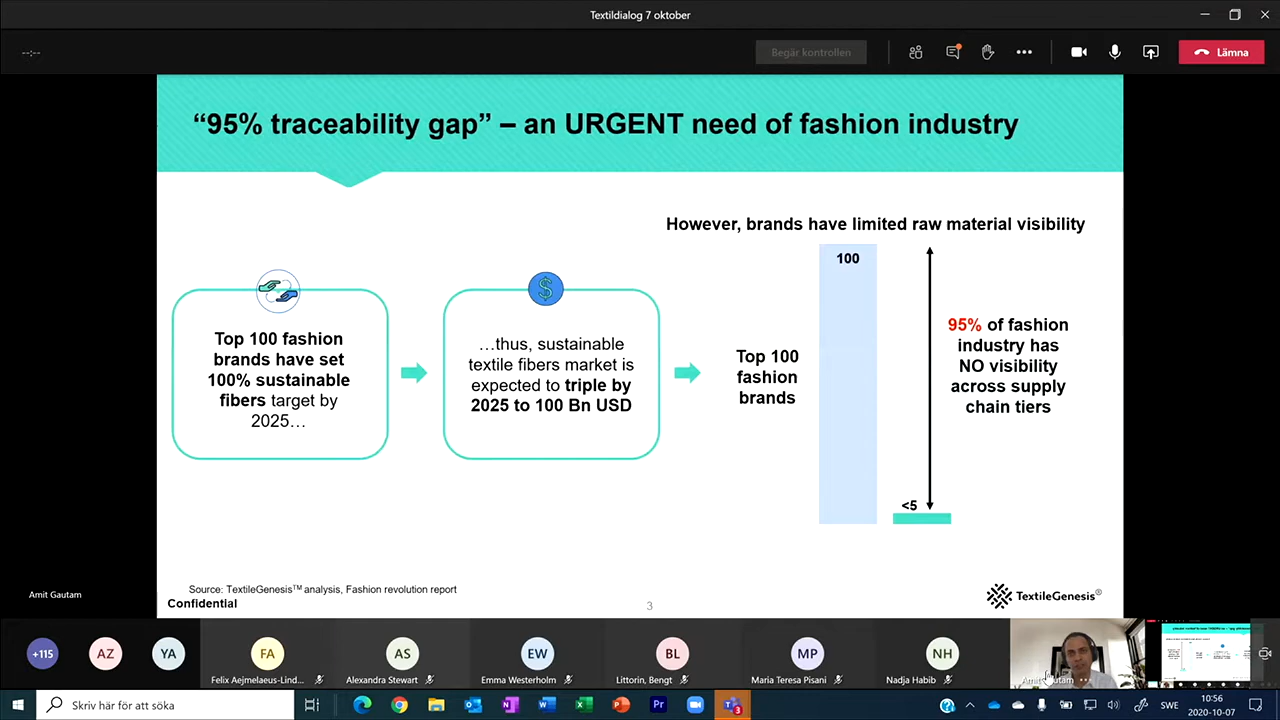 Textildialog 7 oktober
--:--
Begär kontrollen
Lämna
“95% traceability gap” – an URGENT need of fashion industry
However, brands have limited raw material visibility
Top 100 fashion
brands have set
100% sustainable
fibers target by
2025…
…thus, sustainable
textile fibers market is
expected to triple by
2025 to 100 Bn USD
Top 100
fashion
brands
100
<5
95% of fashion
industry has
NO visibility
across supply
chain tiers
Source: TextileGenesis™ analysis, Fashion revolution report
Confidential
3
TextileGenesis®
Amit Gautam
+115
AZ
YA
FA
Felix Aejmelaeus-Lind...
AS
Alexandra Stewart
EW
Emma Westerholm
BL
Littorin, Bengt
MP
Maria Teresa Pisani
NH
Nadja Habib
Amit Gautam
Skriv här för att söka
SWE
10:56
2020-10-07